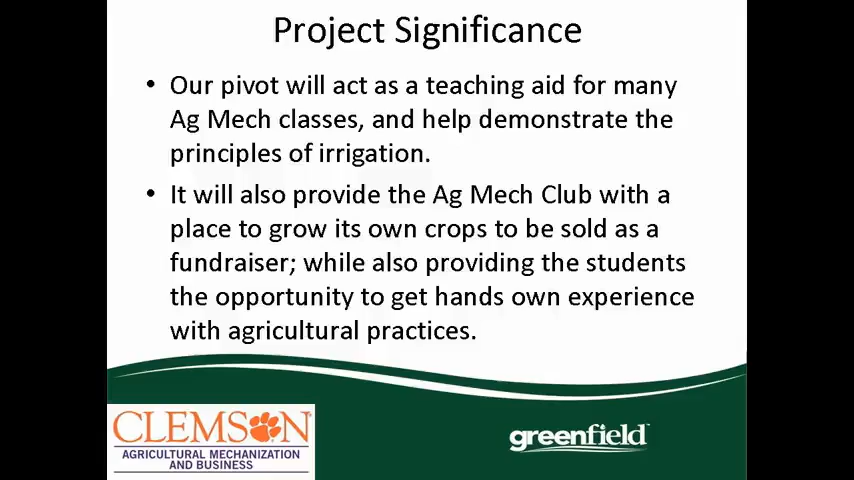 Project Significance
• Our pivot will act as a teaching aid for many
Ag Mech classes, and help demonstrate the
principles of irrigation.
• It will also provide the Ag Mech Club with a
place to grow its own crops to be sold as a
fundraiser; while also providing the students
the opportunity to get hands own experience
with agricultural practices.
CLEMSON
AGRICULTURAL MECHANIZATION
AND BUSINESS
greenfield™